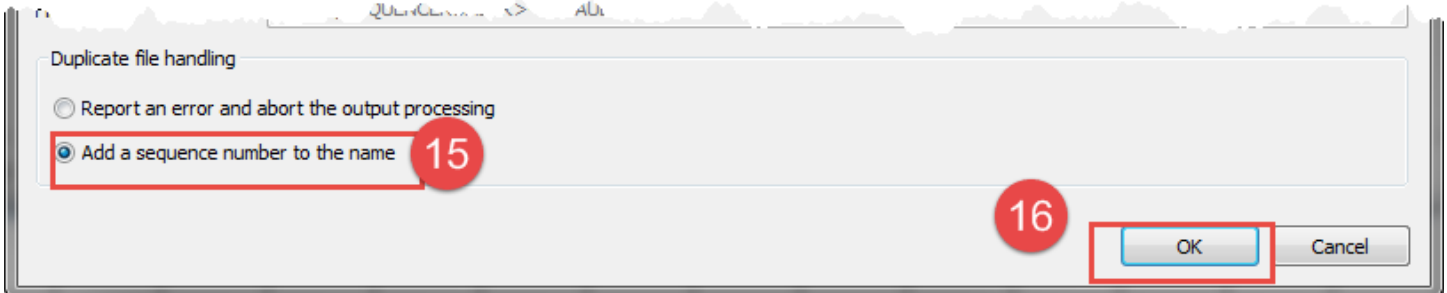 Duplicate file handling
Report an error and abort the output processing
Add a sequence number to the name
15
16
OK
Cancel